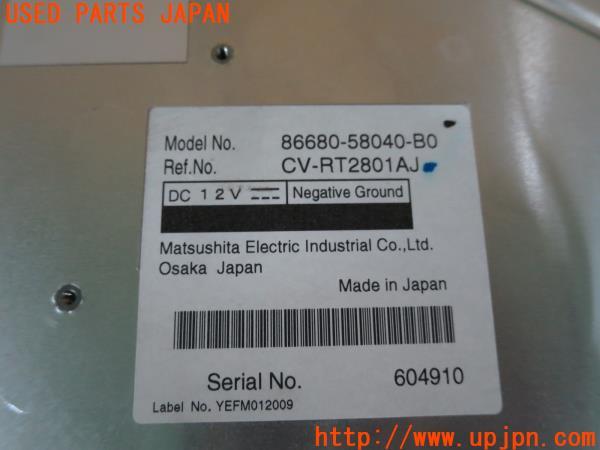 USED PARTS JAPAN
Model No. 86680-58040-B0
Ref.No. CV-RT2801AJ
DC 12V Negative Ground
Matsushita Electric Industrial Co.,Ltd.
Osaka Japan
Made in Japan
Serial No. 604910
Label No. YEFM012009
http://www.upjpn.com/